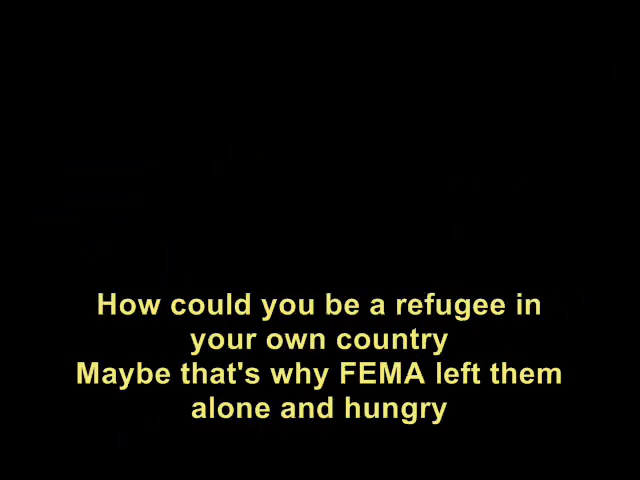 How could you be a refugee in
your own country
Maybe that's why FEMA left them
alone and hungry